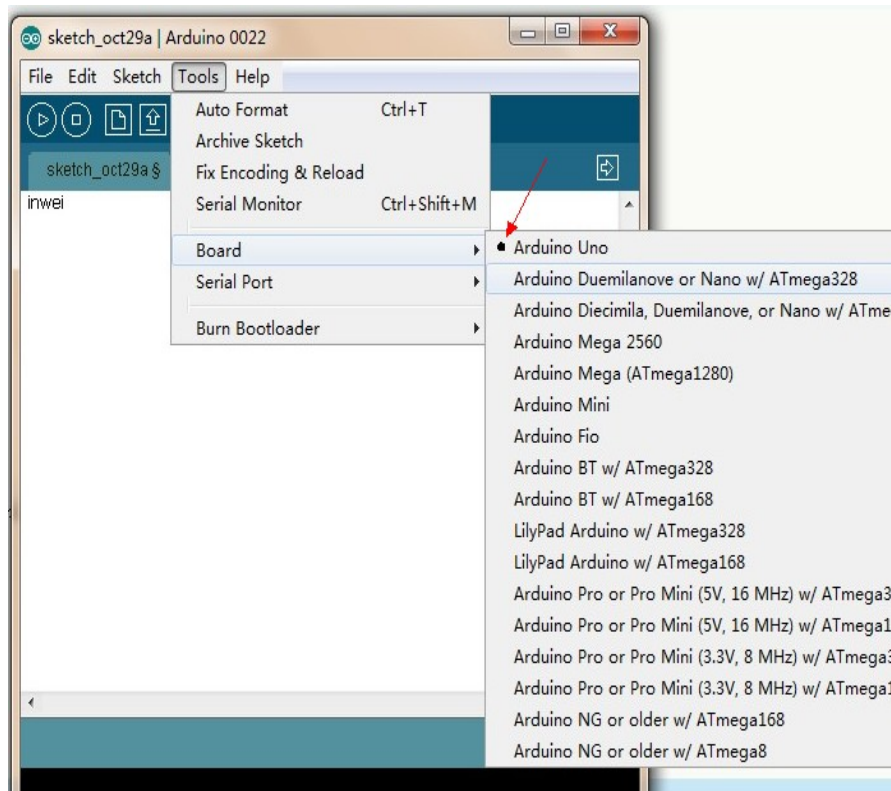 sketch_oct29a | Arduino 0022
File Edit Sketch Tools Help
Auto Format Ctrl+T
Archive Sketch
sketch_oct29a §
Fix Encoding & Reload
inwei
Serial Monitor Ctrl+Shift+M
Board
Serial Port
Burn Bootloader
Arduino Uno
Arduino Duemilanove or Nano w/ ATmega328
Arduino Diecimila, Duemilanove, or Nano w/ ATme
Arduino Mega 2560
Arduino Mega (ATmega1280)
Arduino Mini
Arduino Fio
Arduino BT w/ ATmega328
Arduino BT w/ ATmega168
LilyPad Arduino w/ ATmega328
LilyPad Arduino w/ ATmega168
Arduino Pro or Pro Mini (5V, 16 MHz) w/ ATmega3
Arduino Pro or Pro Mini (5V, 16 MHz) w/ ATmega1
Arduino Pro or Pro Mini (3.3V, 8 MHz) w/ ATmega3
Arduino Pro or Pro Mini (3.3V, 8 MHz) w/ ATmega1
Arduino NG or older w/ ATmega168
Arduino NG or older w/ ATmega8